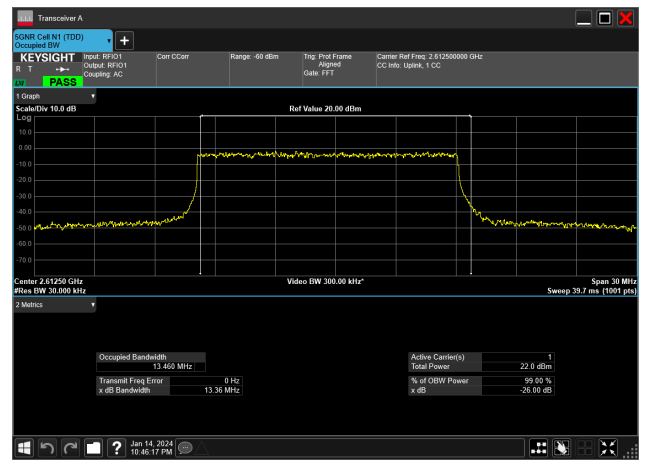 Transceiver A
5GNR Cell N1 (TDD)
Occupied BW
KEYSIGHT
R T
LV
PASS
Input: RFIO1
Output: RFIO1
Coupling: AC
Corr CCorr
Range: -60 dBm
Trig: Prot Frame
Aligned
Gate: FFT
Carrier Ref Freq: 2.612500000 GHz
CC Info: Uplink, 1 CC
1 Graph
Scale/Div 10.0 dB
Ref Value 20.00 dBm
Log
10.0
0.00
-10.0
-20.0
-30.0
-40.0
-50.0
-60.0
-70.0
Center 2.61250 GHz
Video BW 300.00 kHz*
Span 30 MHz
#Res BW 30.000 kHz
Sweep 39.7 ms (1001 pts)
2 Metrics
Occupied Bandwidth
13.460 MHz
Active Carrier(s) 1
Total Power 22.0 dBm
Transmit Freq Error 0 Hz
x dB Bandwidth 13.36 MHz
% of OBW Power 99.00 %
x dB -26.00 dB
?
Jan 14, 2024
10:46:17 PM